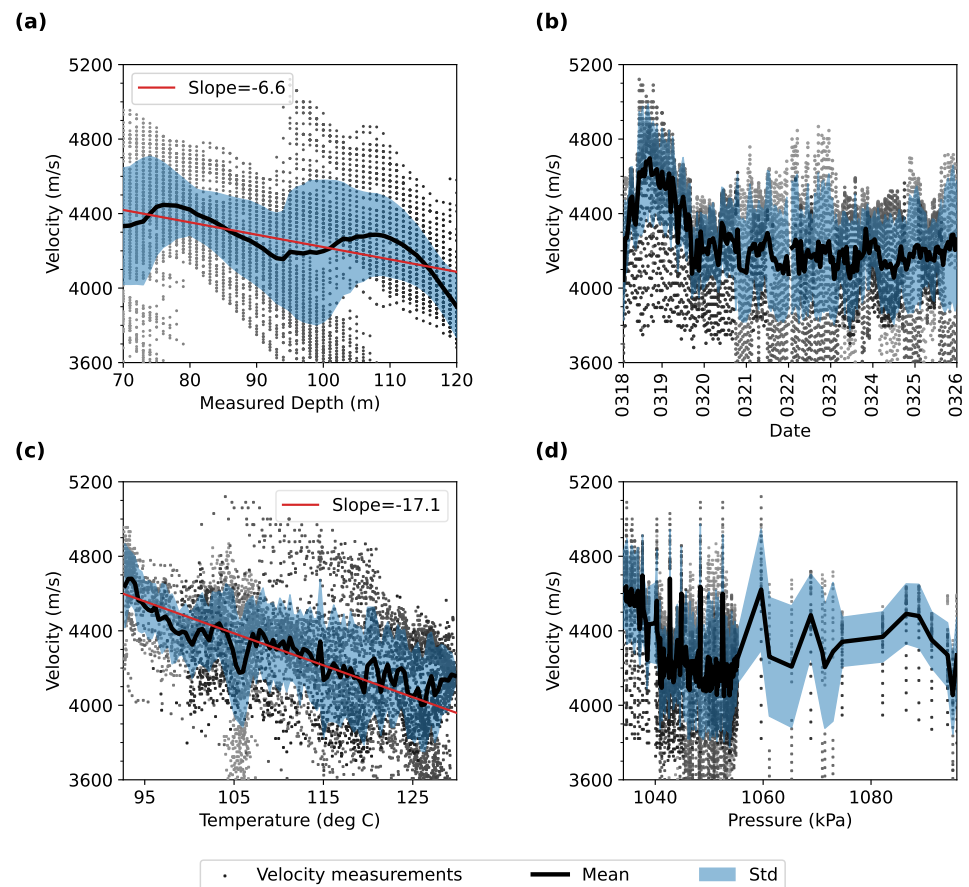 (a)
(b)
5200
4800
4400
4000
3600
Velocity (m/s)
Slope=-6.6
70 80 90 100 110 120
Measured Depth (m)
5200
4800
4400
4000
3600
Velocity (m/s)
0318 0319 0320 0321 0322 0323 0324 0325 0326
Date
(c)
(d)
5200
4800
4400
4000
3600
Velocity (m/s)
Slope=-17.1
95 105 115 125
Temperature (deg C)
5200
4800
4400
4000
3600
Velocity (m/s)
1040 1060 1080
Pressure (kPa)
Velocity measurements Mean Std